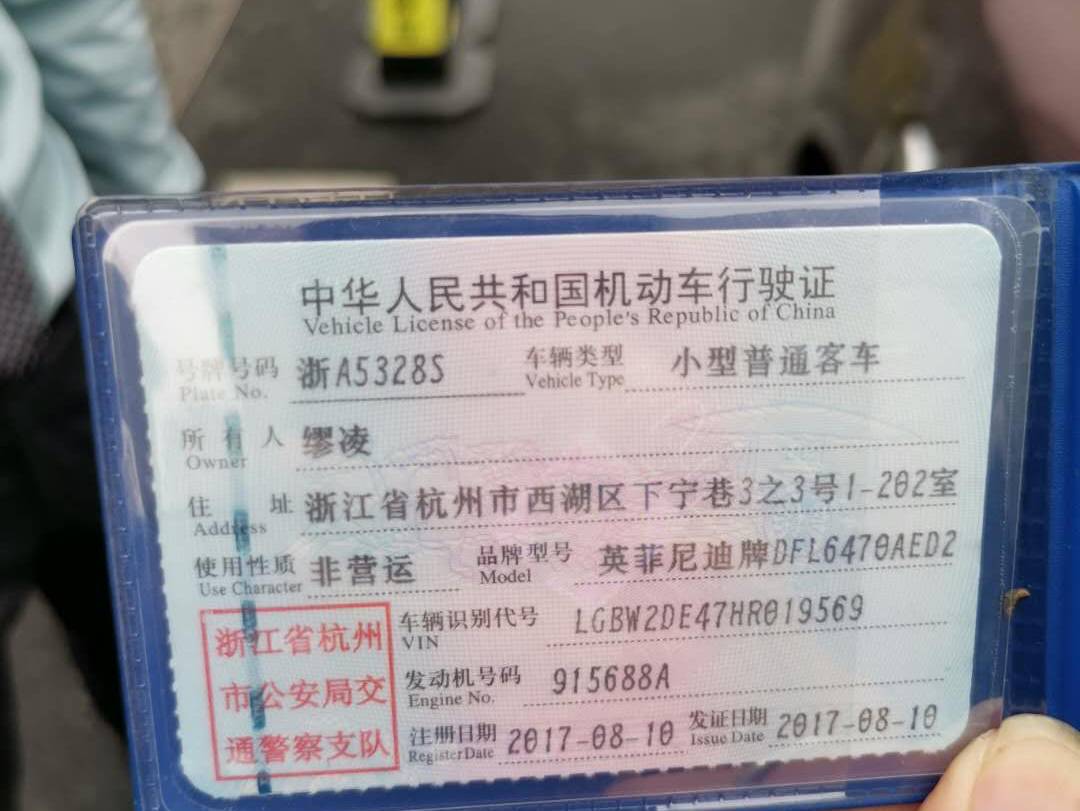 中华人民共和国机动车行驶证
Vehicle License of the People's Republic of China
号牌号码 浙A5328S 车辆类型 小型普通客车
Plate No. Vehicle Type
所有人 缪凌
Owner
住址 浙江省杭州市西湖区下宁巷3之3号1-202室
Address
使用性质 非营运 品牌型号 英菲尼迪牌DFL6470AED2
Use Character Model
浙江省杭州
市公安局交
通警察支队
车辆识别代号 LGBW2DE47HR019569
VIN
发动机号码 915688A
Engine No.
注册日期 2017-08-10 发证日期 2017-08-10
Register Date Issue Date